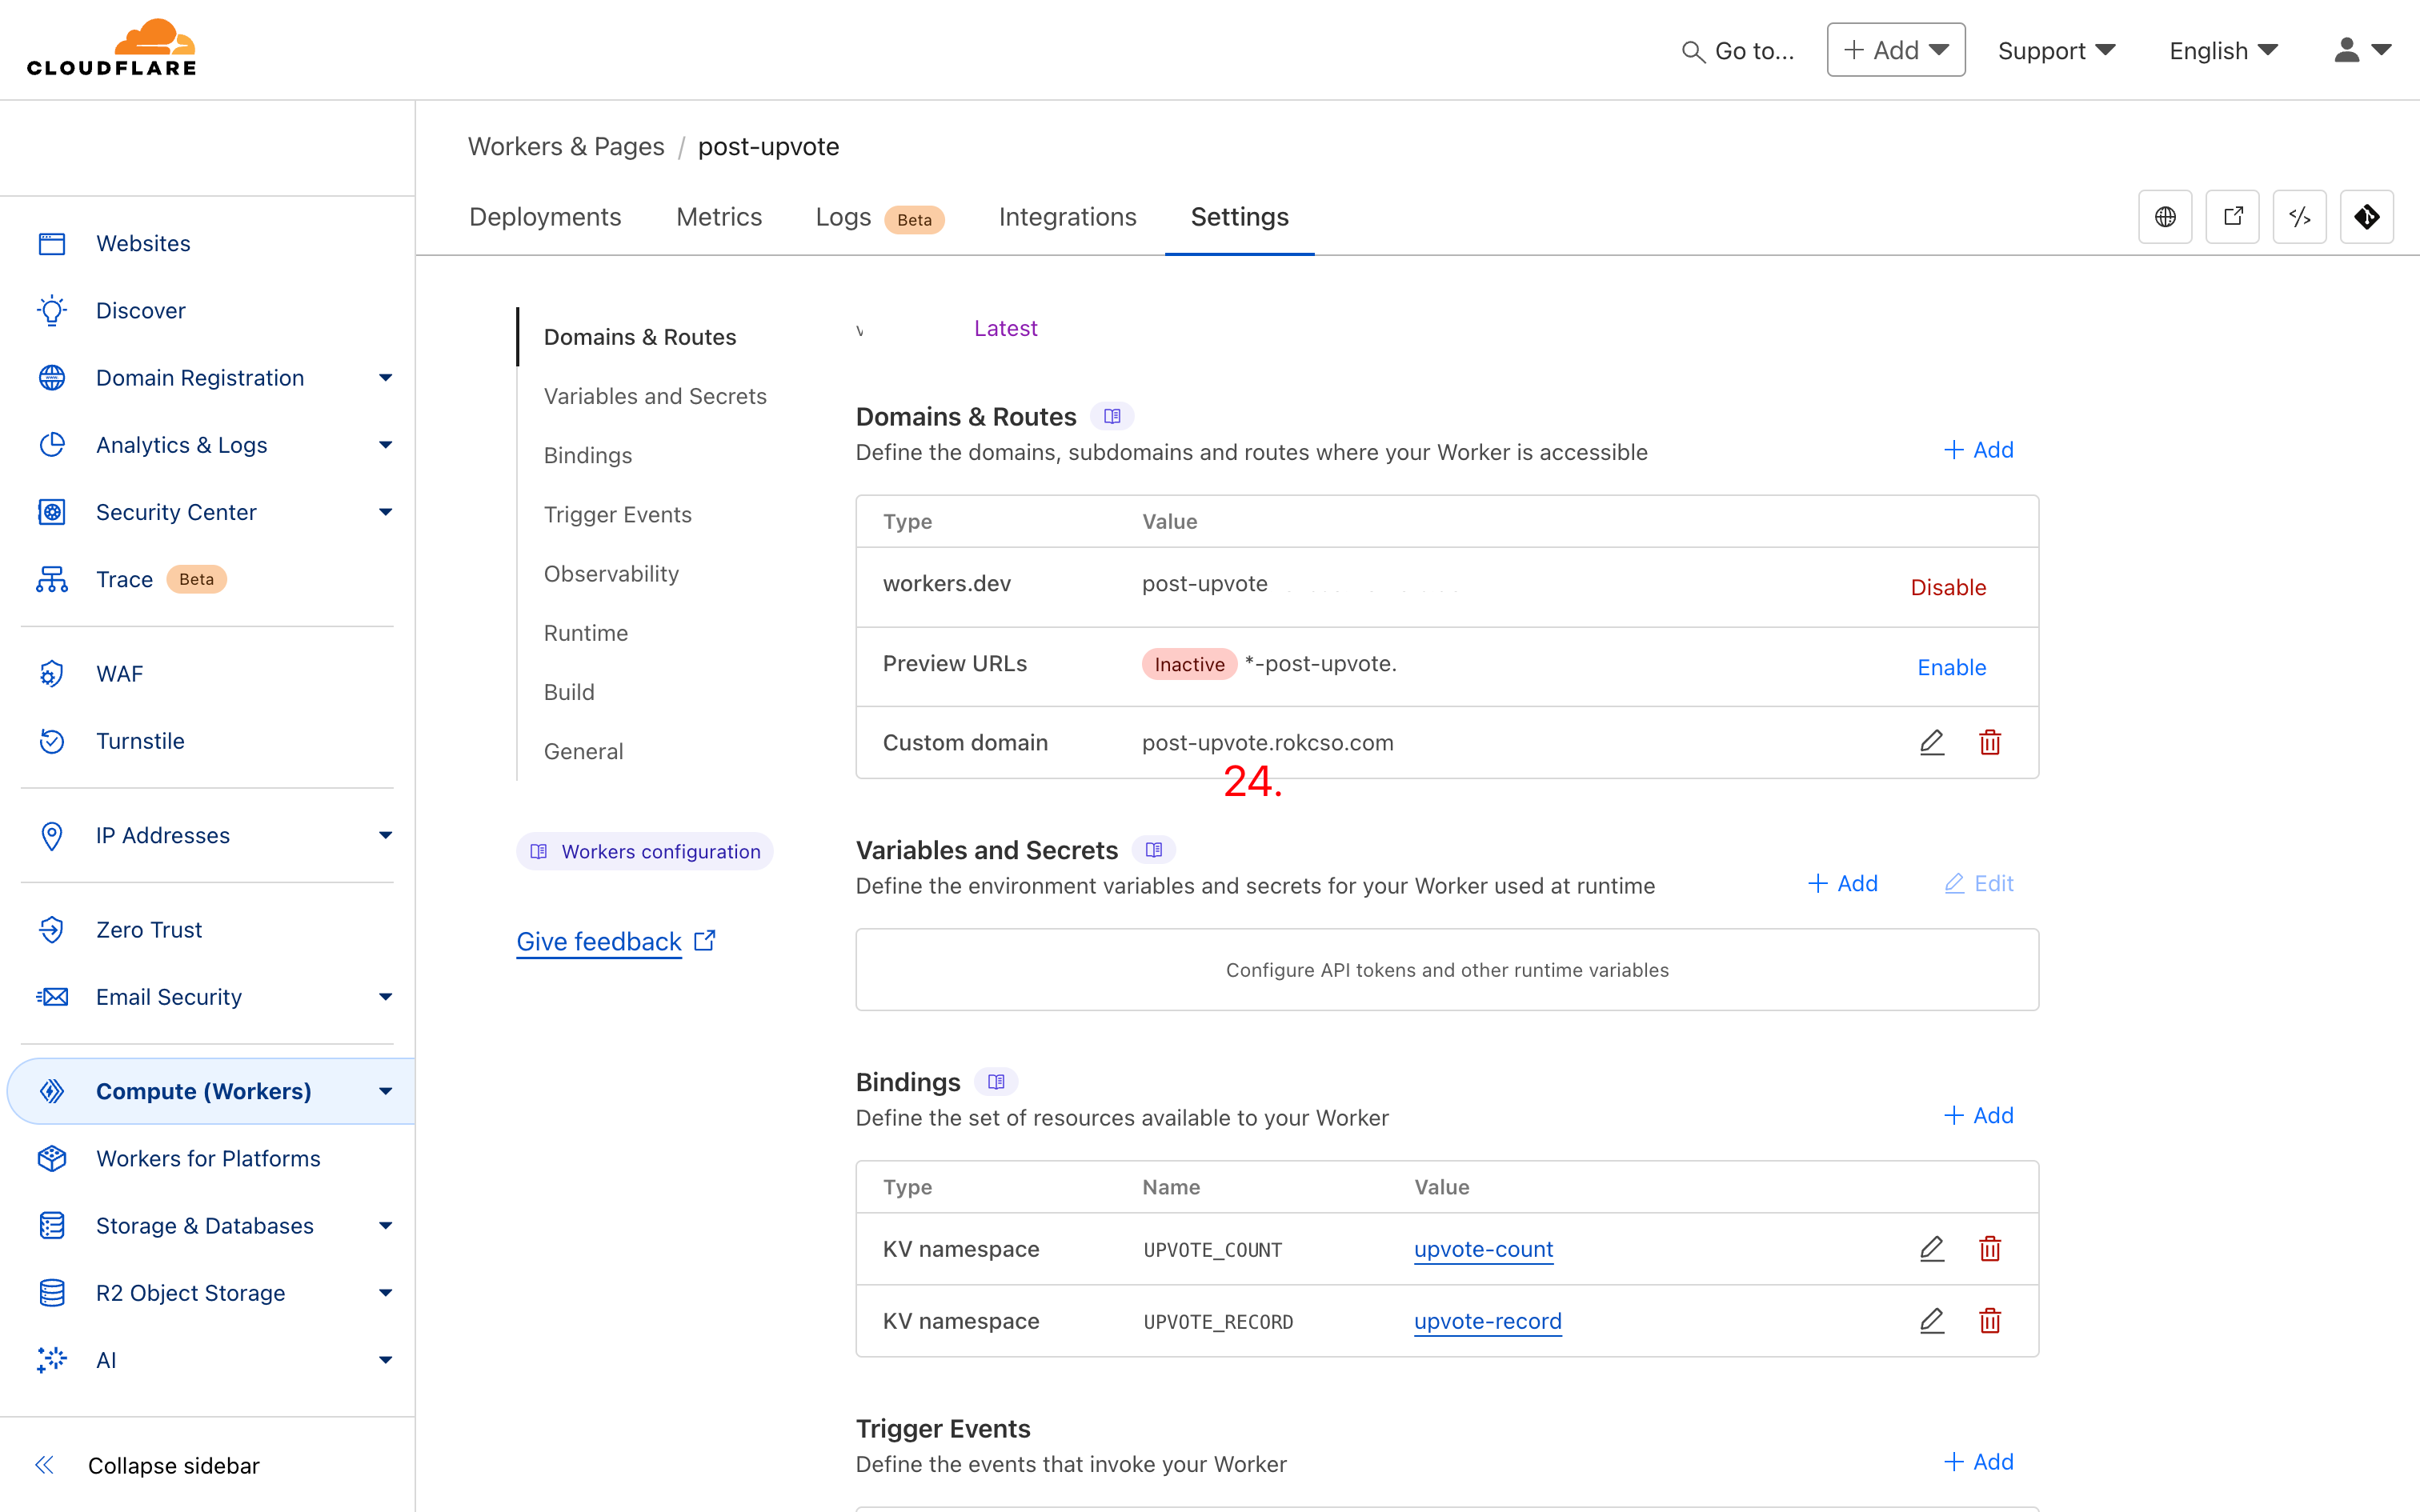 CLOUDFLARE
Go to...
Add
Support
English
Workers & Pages / post-upvote
Deployments
Metrics
Logs Beta
Integrations
Settings
Websites
Discover
Domain Registration
Analytics & Logs
Security Center
Trace Beta
WAF
Turnstile
IP Addresses
Zero Trust
Email Security
Compute (Workers)
Workers for Platforms
Storage & Databases
R2 Object Storage
AI
Collapse sidebar
Domains & Routes
Variables and Secrets
Bindings
Trigger Events
Observability
Runtime
Build
General
Workers configuration
Give feedback
Latest
Domains & Routes
Define the domains, subdomains and routes where your Worker is accessible
Add
Type Value
workers.dev post-upvote Disable
Preview URLs Inactive *-post-upvote. Enable
Custom domain post-upvote.rokcso.com
24.
Variables and Secrets
Define the environment variables and secrets for your Worker used at runtime
Add
Edit
Configure API tokens and other runtime variables
Bindings
Define the set of resources available to your Worker
Add
Type Name Value
KV namespace UPVOTE_COUNT upvote-count
KV namespace UPVOTE_RECORD upvote-record
Trigger Events
Define the events that invoke your Worker
Add